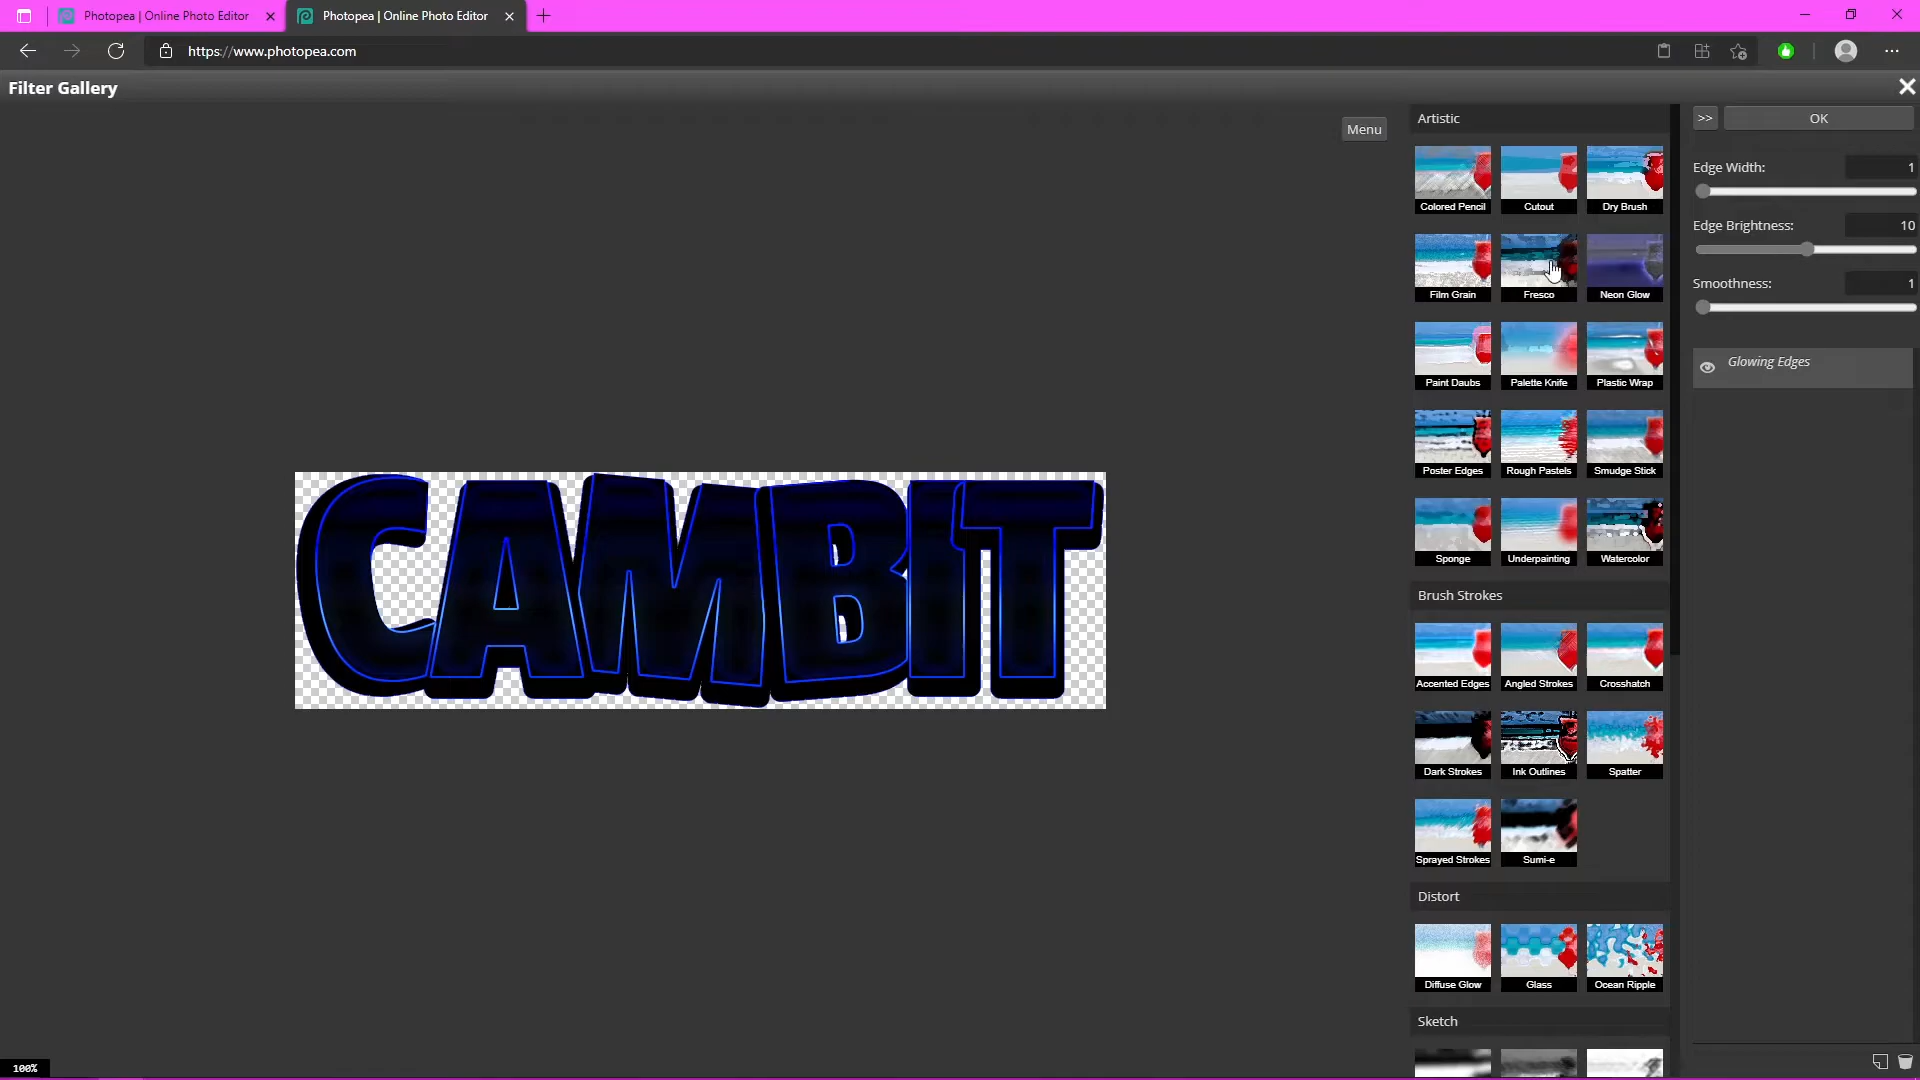 Photopea | Online Photo Editor
Photopea | Online Photo Editor
https://www.photopea.com
Filter Gallery
Menu
CAMBIT
Artistic
Colored Pencil
Cutout
Dry Brush
Film Grain
Fresco
Neon Glow
Paint Daubs
Palette Knife
Plastic Wrap
Poster Edges
Rough Pastels
Smudge Stick
Sponge
Underpainting
Watercolor
Brush Strokes
Accented Edges
Angled Strokes
Crosshatch
Dark Strokes
Ink Outlines
Spatter
Sprayed Strokes
Sumi-e
Distort
Diffuse Glow
Glass
Ocean Ripple
Sketch
>>
OK
Edge Width: 1
Edge Brightness: 10
Smoothness: 1
Glowing Edges
100%